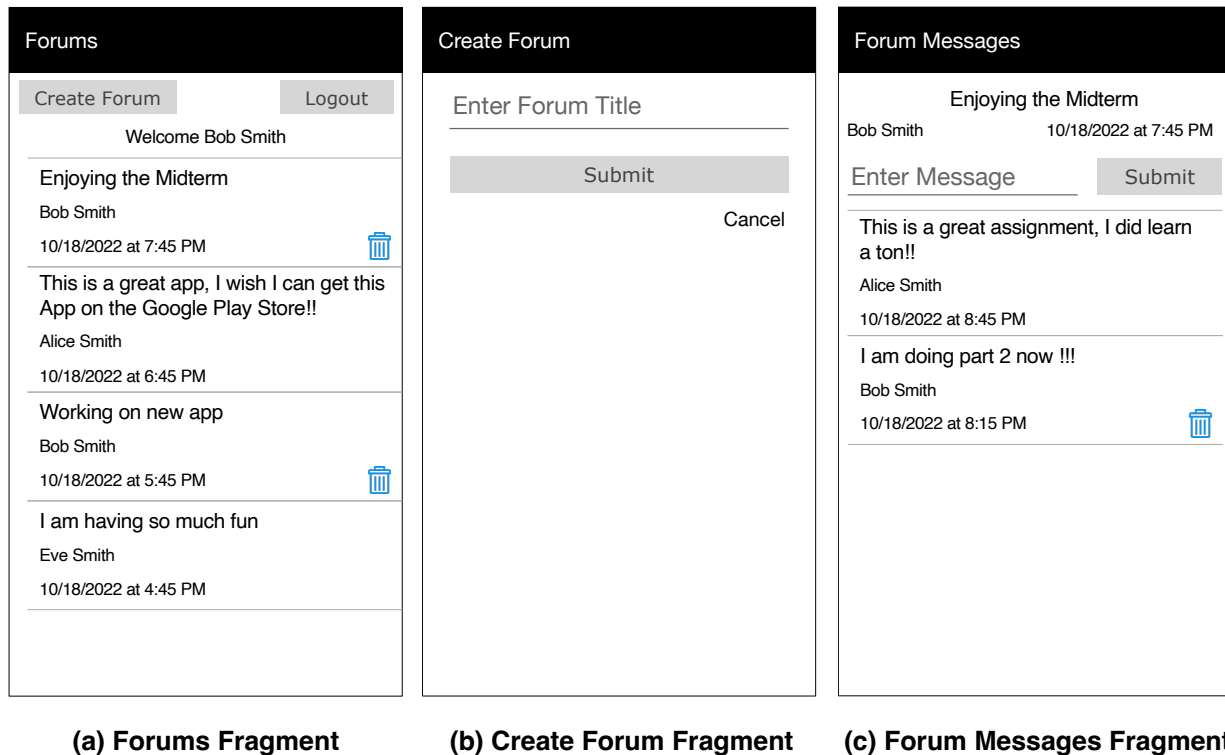 Forums
Create Forum
Logout
Welcome Bob Smith
Enjoying the Midterm
Bob Smith
10/18/2022 at 7:45 PM
This is a great app, I wish I can get this
App on the Google Play Store!!
Alice Smith
10/18/2022 at 6:45 PM
Working on new app
Bob Smith
10/18/2022 at 5:45 PM
I am having so much fun
Eve Smith
10/18/2022 at 4:45 PM
(a) Forums Fragment
Create Forum
Enter Forum Title
Submit
Cancel
(b) Create Forum Fragment
Forum Messages
Enjoying the Midterm
Bob Smith
10/18/2022 at 7:45 PM
Enter Message
Submit
This is a great assignment, I did learn
a ton!!
Alice Smith
10/18/2022 at 8:45 PM
I am doing part 2 now !!!
Bob Smith
10/18/2022 at 8:15 PM
(c) Forum Messages Fragment